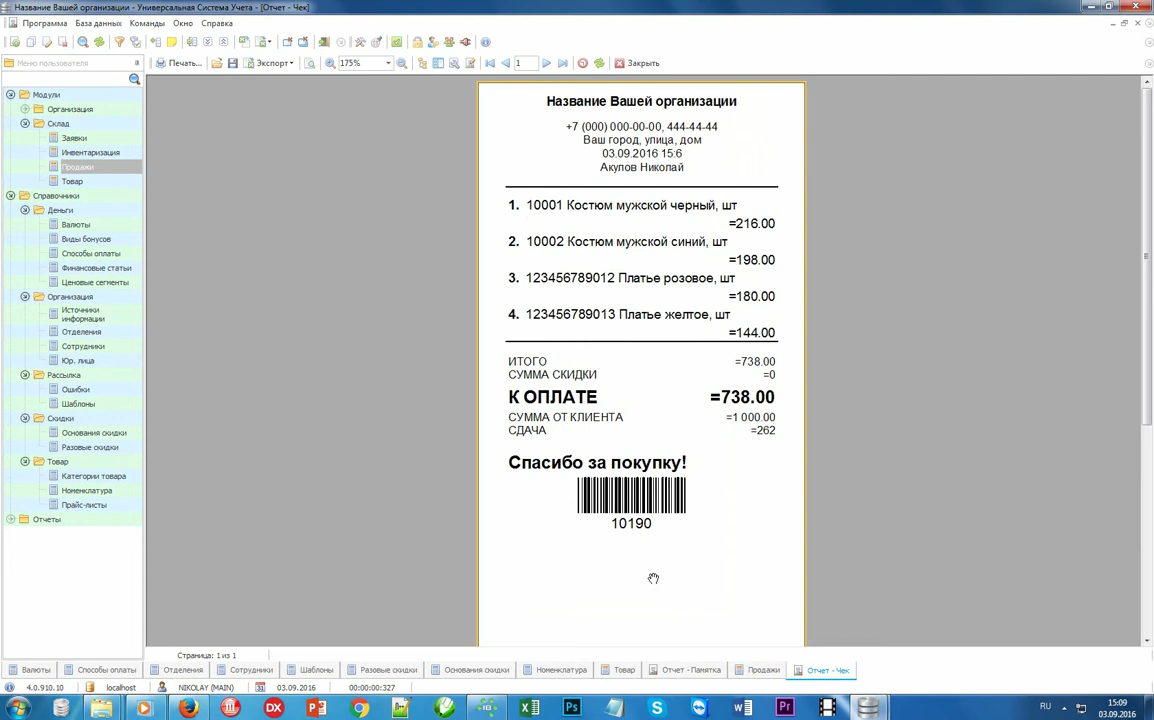 Название Вашей организации - Универсальная Система Учета - [Отчет - Чек]
Программа База данных Команды Окно Справка
Печать... Экспорт 175% 1 Закрыть
Меню пользователя
Модули
Организация
Склад
Заявки
Инвентаризация
Продажи
Товар
Справочники
Деньги
Валюты
Виды бонусов
Способы оплаты
Финансовые статьи
Ценовые сегменты
Организация
Источники
информации
Отделения
Сотрудники
Юр. лица
Рассылка
Ошибки
Шаблоны
Скидки
Основания скидки
Разовые скидки
Товар
Категории товара
Номенклатура
Прайс-листы
Отчеты
Название Вашей организации
+7 (000) 000-00-00, 444-44-44
Ваш город, улица, дом
03.09.2016 15:6
Акулов Николай
1. 10001 Костюм мужской черный, шт
=216.00
2. 10002 Костюм мужской синий, шт
=198.00
3. 123456789012 Платье розовое, шт
=180.00
4. 123456789013 Платье желтое, шт
=144.00
ИТОГО =738.00
СУММА СКИДКИ =0
К ОПЛАТЕ =738.00
СУММА ОТ КЛИЕНТА =1 000.00
СДАЧА =262
Спасибо за покупку!
10190
Страница: 1 из 1
Валюты Способы оплаты Отделения Сотрудники Шаблоны Разовые скидки Основания скидки Номенклатура Товар Отчет - Памятка Продажи Отчет - Чек
4.0.910.10 localhost NIKOLAY (MAIN) 31 03.09.2016 00:00:00:327
RU 15:09
03.09.2016